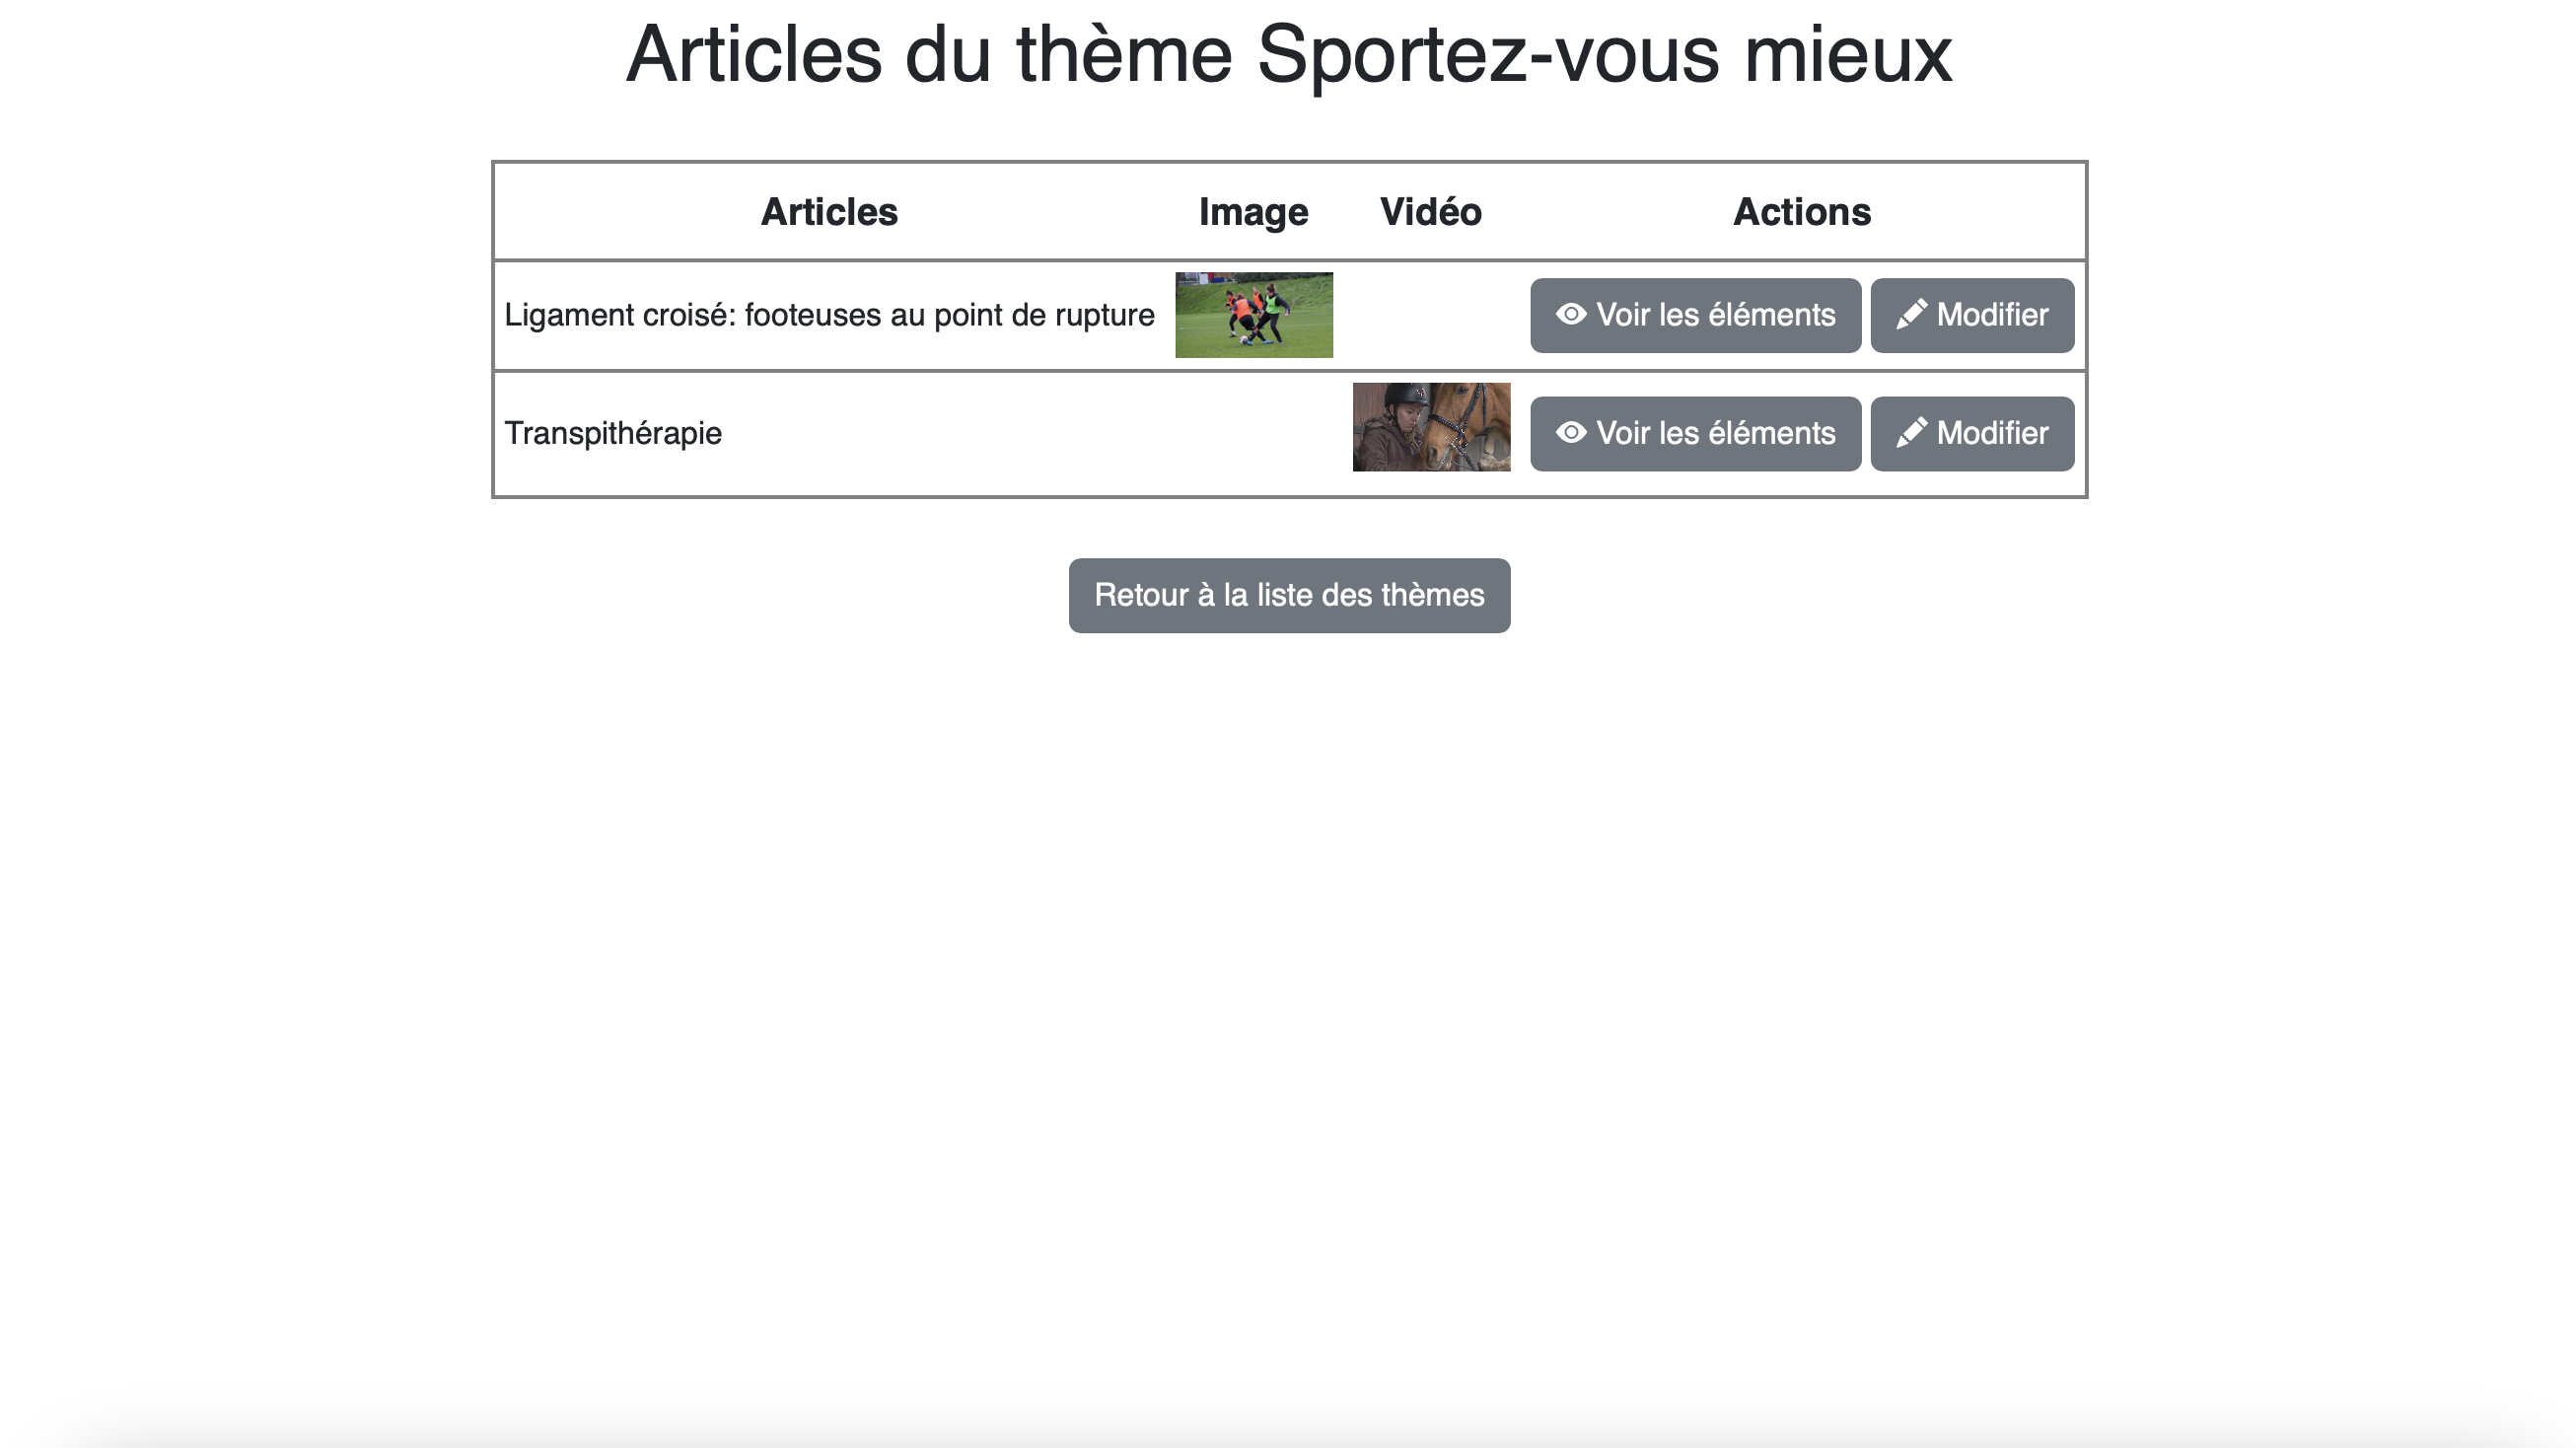 Articles du thème Sportez-vous mieux
Articles Image Vidéo Actions
Ligament croisé: footeuses au point de rupture Voir les éléments Modifier
Transpithérapie Voir les éléments Modifier
Retour à la liste des thèmes